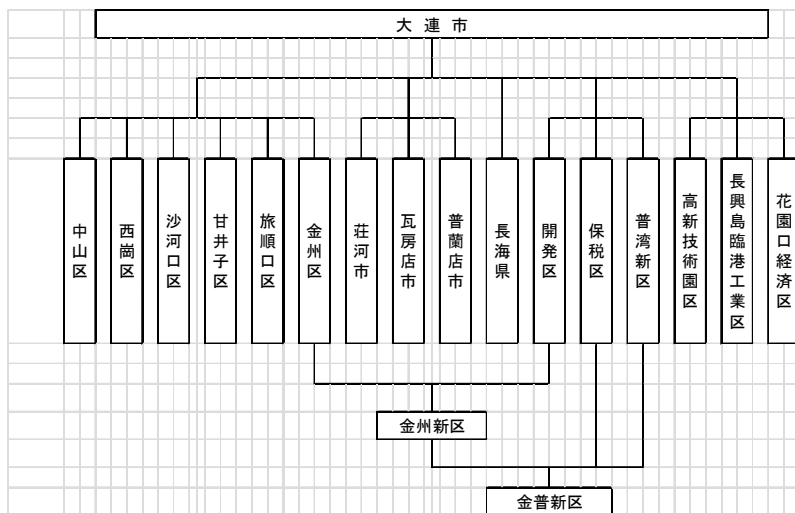 大連市
中山区
西崗区
沙河口区
甘井子区
旅順口区
金州区
荘河市
瓦房店市
普蘭店市
長海県
開発区
保税区
普湾新区
高新技術園区
長興島臨港工業区
花園口経済区
金州新区
金普新区